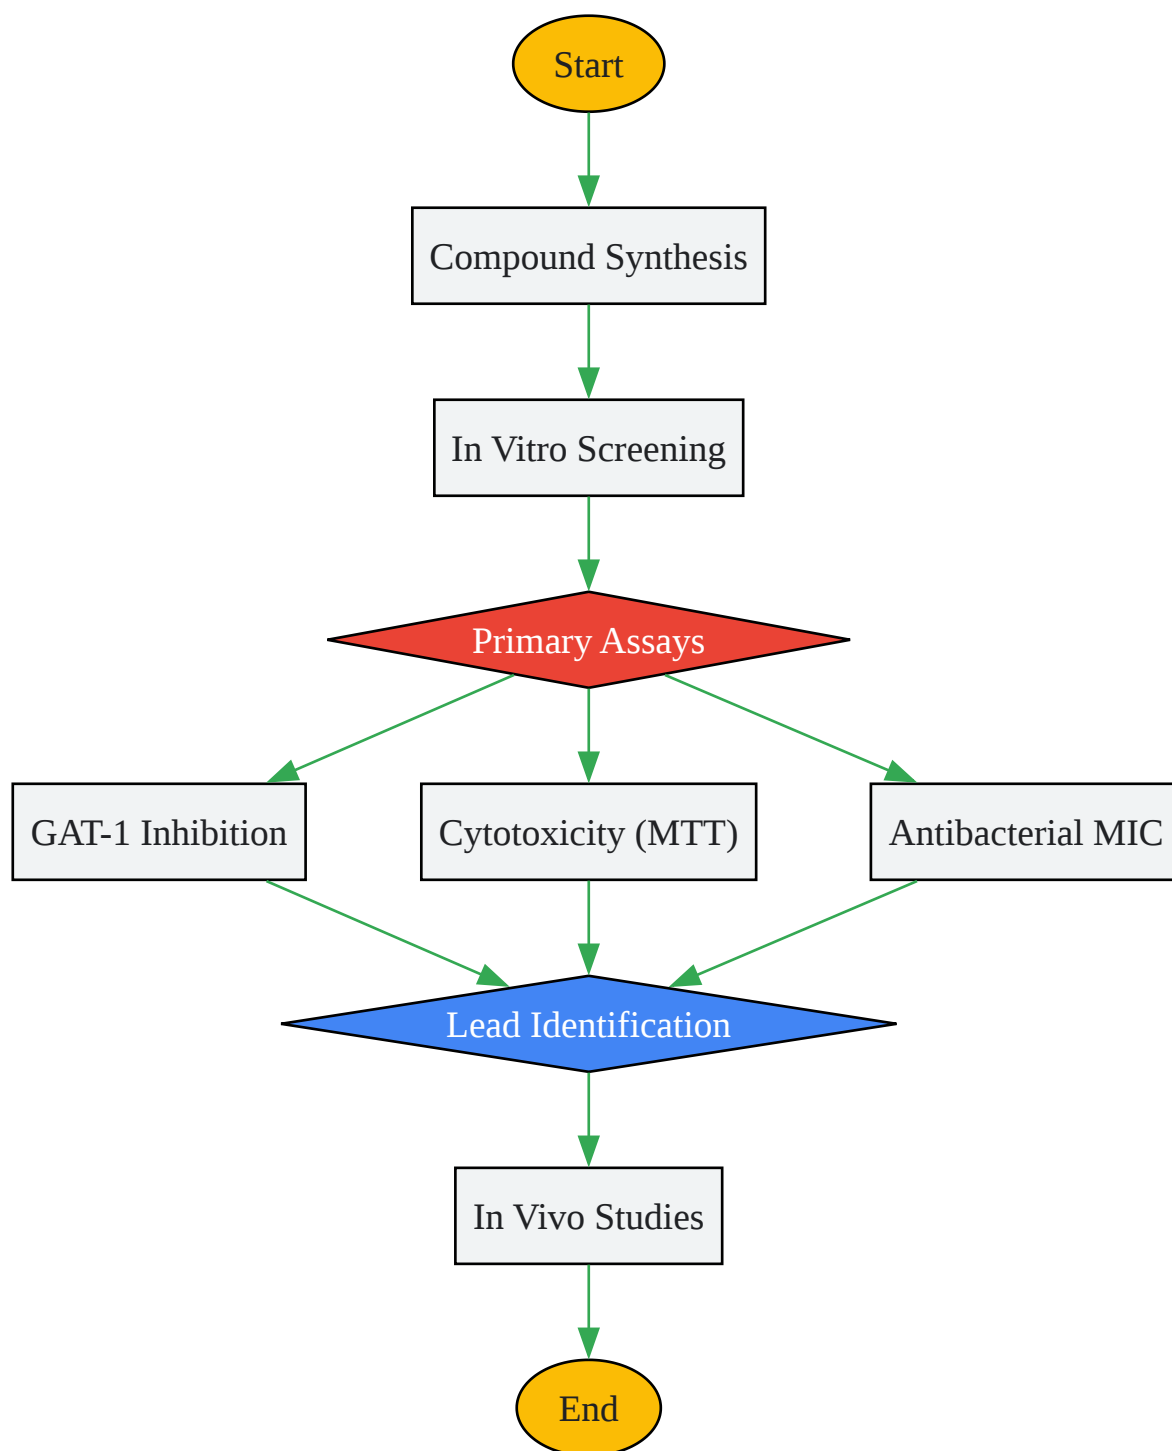 Start
Compound Synthesis
In Vitro Screening
Primary Assays
GAT-1 Inhibition
Cytotoxicity (MTT)
Antibacterial MIC
Lead Identification
In Vivo Studies
End